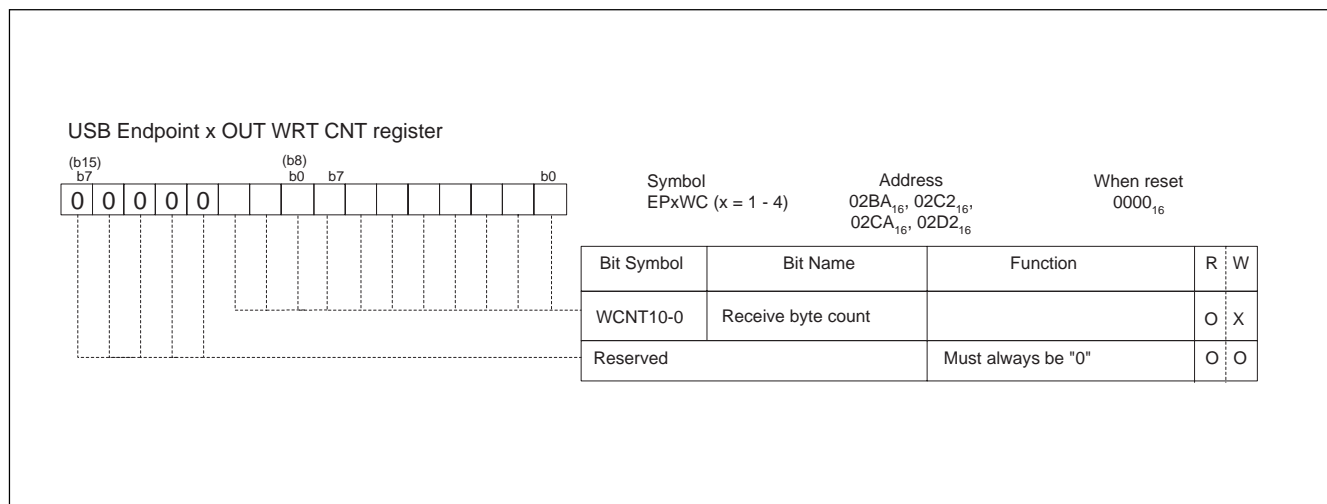 USB Endpoint x OUT WRT CNT register
(b15) (b8)
b7 b0 b7 b0
0 0 0 0 0
Symbol Address When reset
EPxWC (x = 1 - 4) 02BA16, 02C216, 000016
02CA16, 02D216
Bit Symbol Bit Name Function R W
WCNT10-0 Receive byte count O X
Reserved Must always be "0" O O